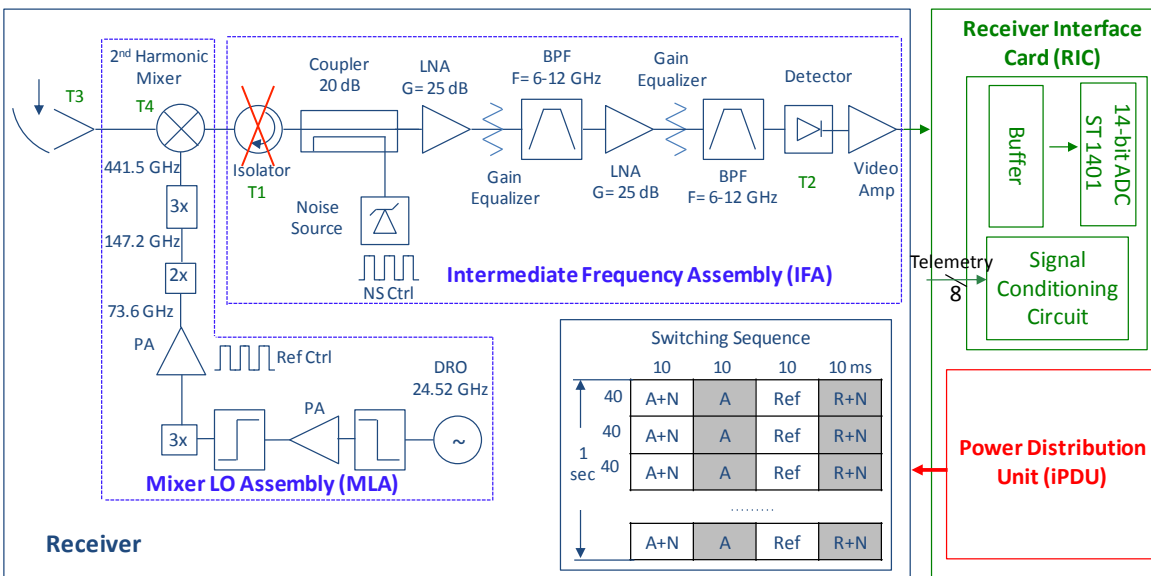 2nd Harmonic
Mixer
T3
T4
441.5 GHz
3x
147.2 GHz
2x
73.6 GHz
PA
Ref Ctrl
DRO
24.52 GHz
PA
3x
~
Mixer LO Assembly (MLA)
Receiver
Isolator
T1
Coupler
20 dB
LNA
G= 25 dB
BPF
F= 6-12 GHz
Gain
Equalizer
Detector
Gain
Equalizer
LNA
G= 25 dB
BPF
F= 6-12 GHz
T2
Video
Amp
Noise
Source
NS Ctrl
Intermediate Frequency Assembly (IFA)
Switching Sequence
10 10 10 10 ms
40 A+N A Ref R+N
40 A+N A Ref R+N
1
sec
40 A+N A Ref R+N
.........
A+N A Ref R+N
Receiver Interface
Card (RIC)
Buffer
14-bit ADC
ST 1401
Telemetry
8
Signal
Conditioning
Circuit
Power Distribution
Unit (iPDU)